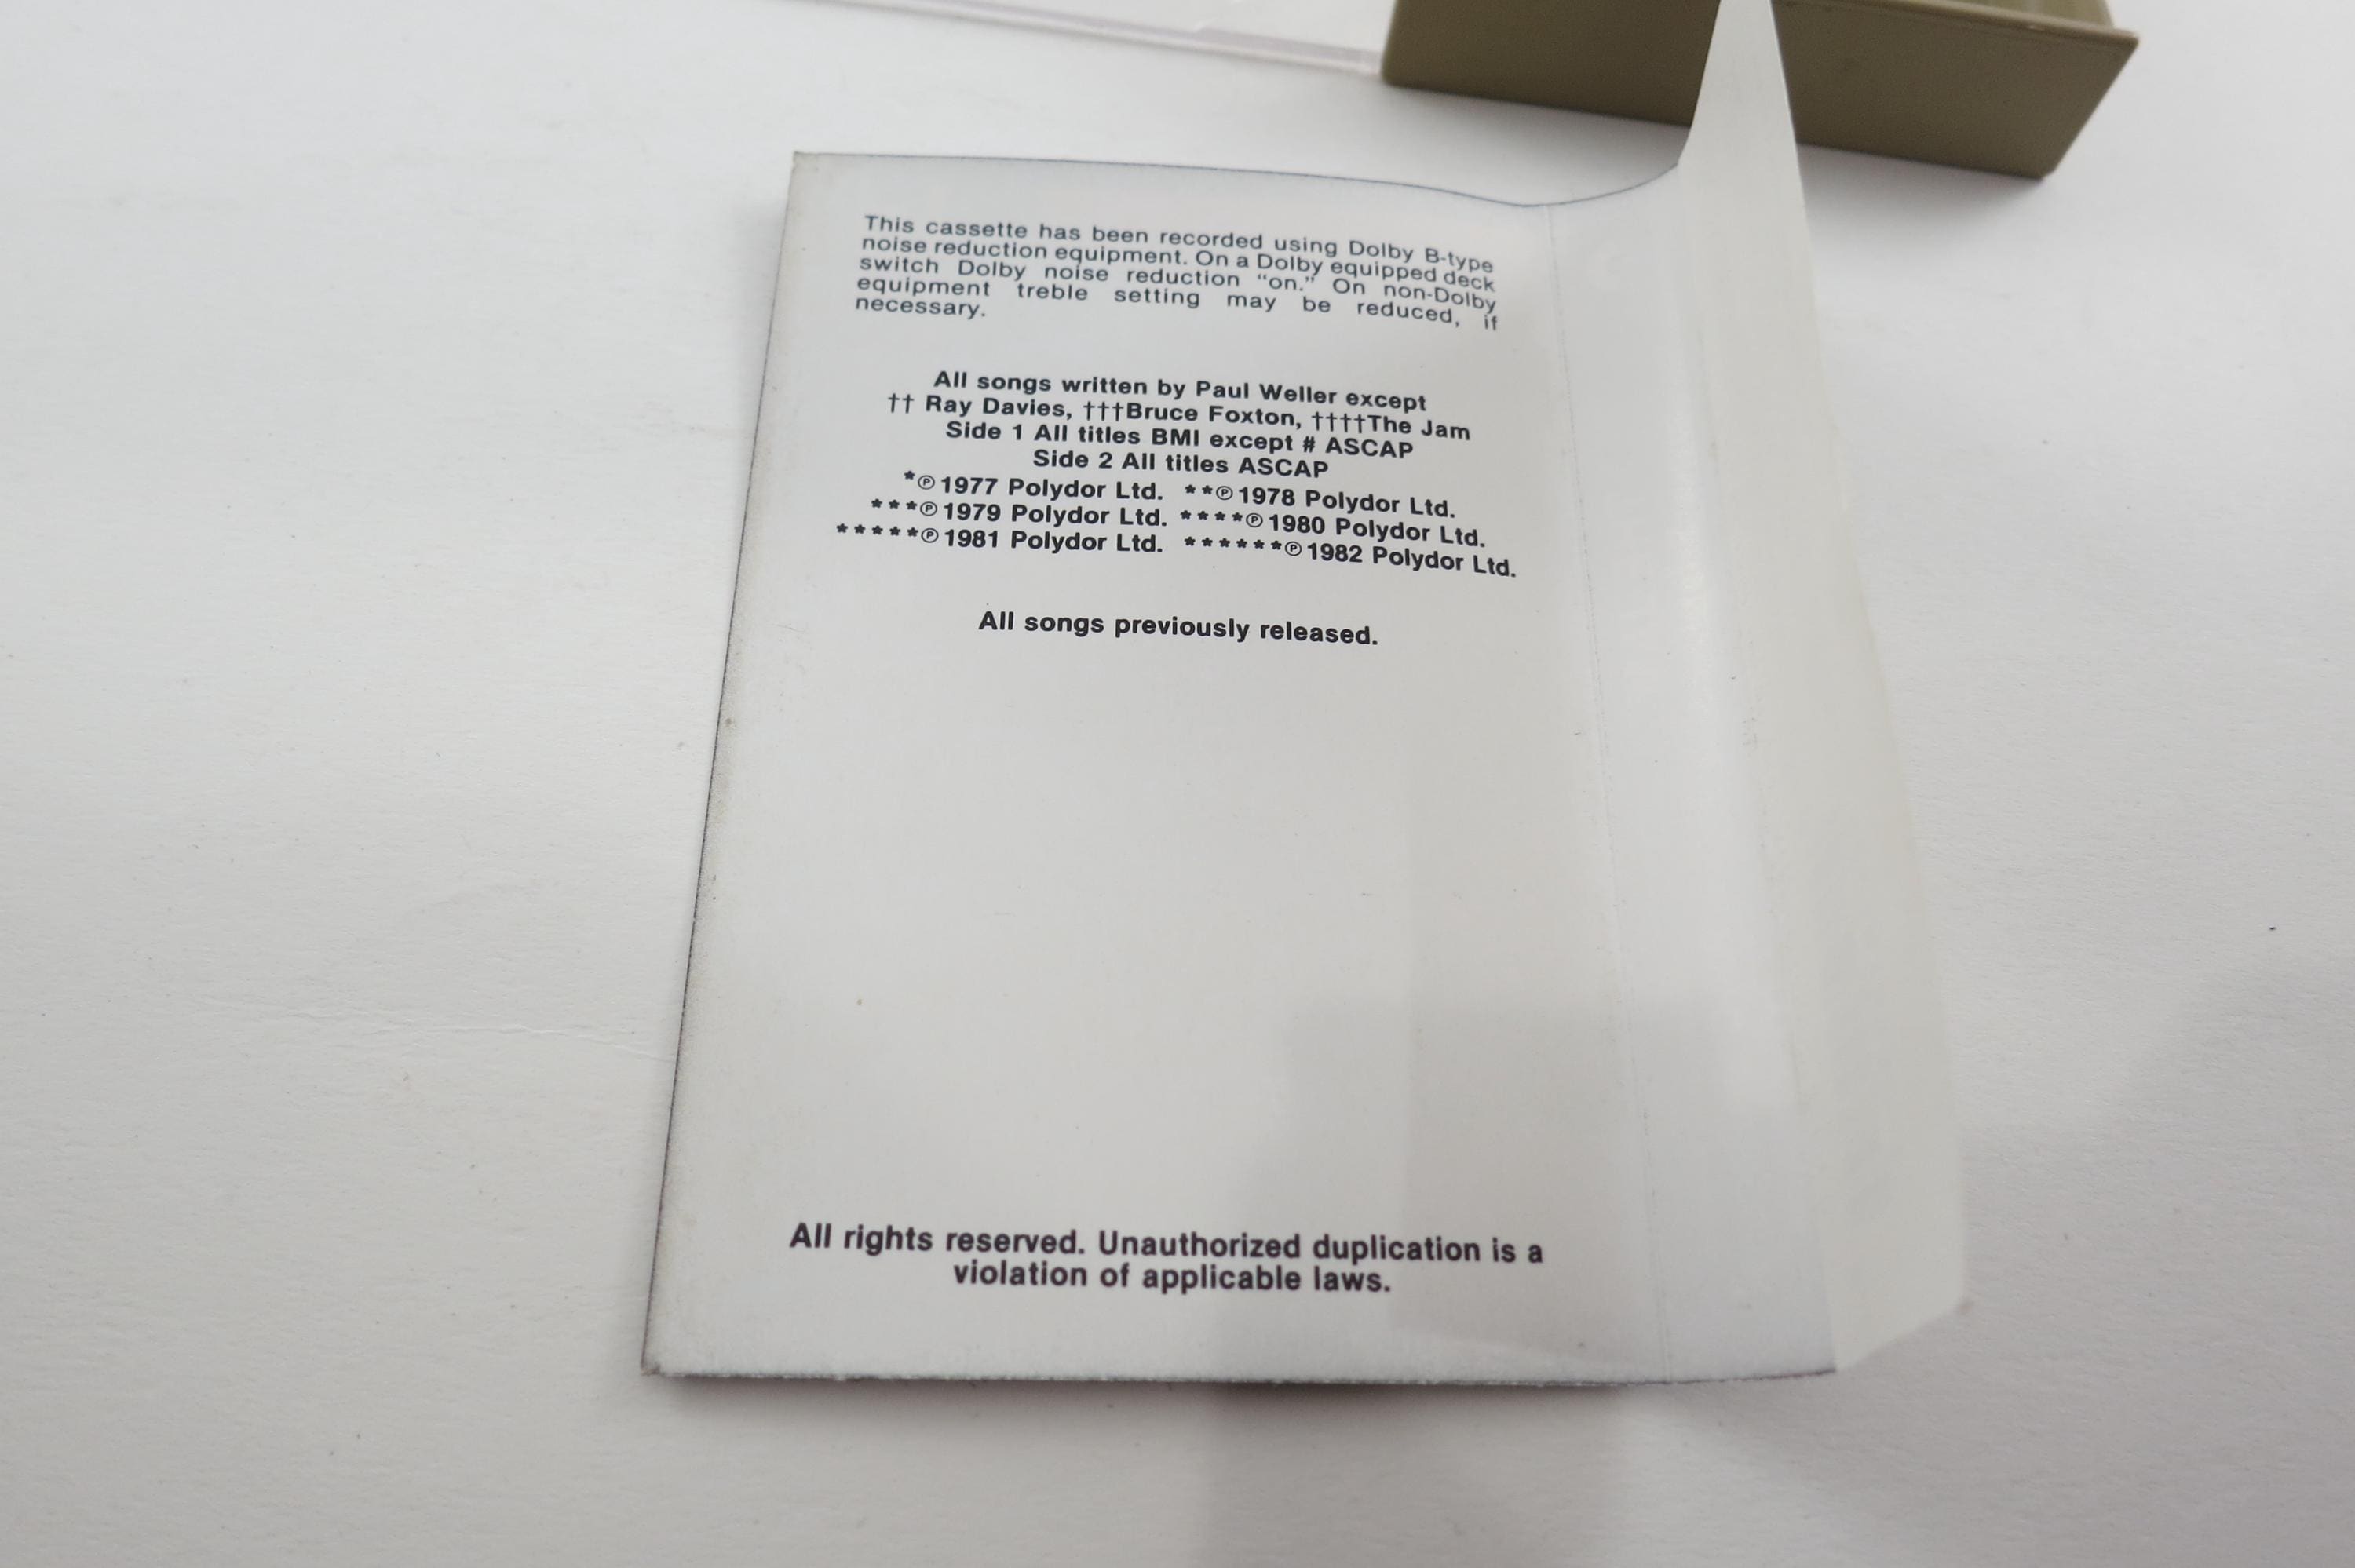 This cassette has been recorded using Dolby B-type
noise reduction equipment. On a Dolby equipped deck
switch Dolby noise reduction “on.” On non-Dolby
equipment treble setting may be reduced, if
necessary.
All songs written by Paul Weller except
†† Ray Davies, †††Bruce Foxton, ††††The Jam
Side 1 All titles BMI except # ASCAP
Side 2 All titles ASCAP
*℗1977 Polydor Ltd. **℗1978 Polydor Ltd.
***℗1979 Polydor Ltd. ****℗1980 Polydor Ltd.
*****℗1981 Polydor Ltd. ******℗1982 Polydor Ltd.
All songs previously released.
All rights reserved. Unauthorized duplication is a
violation of applicable laws.